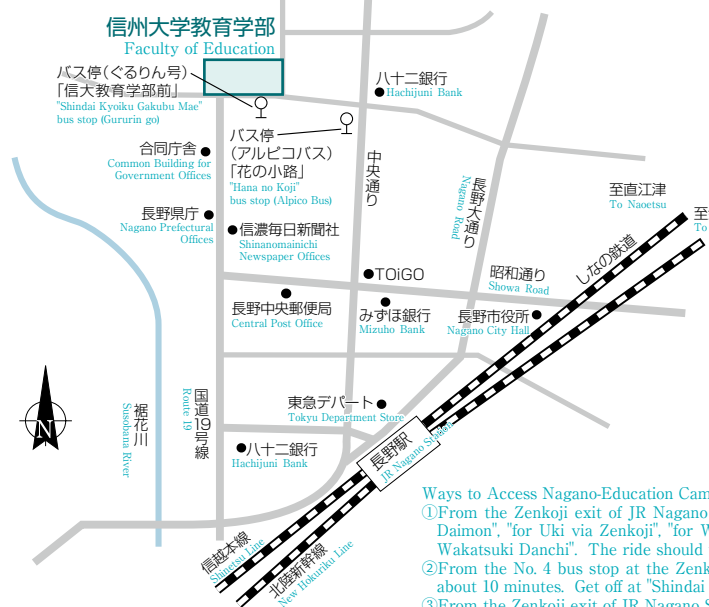 信州大学教育学部
Faculty of Education
バス停（ぐるりん号）
「信大教育学部前」
"Shindai Kyoiku Gakubu Mae"
bus stop (Gururin go)
八十二銀行
Hachijuni Bank
バス停
（アルピコバス）
「花の小路」
"Hana no Koji"
bus stop (Alpico Bus)
合同庁舎
Common Building for
Government Offices
中央通り
長野大通り
Nagano Road
至直江津
To Naoetsu
至
To
長野県庁
Nagano Prefectural
Offices
信濃毎日新聞社
Shinanomainichi
Newspaper Offices
しなの鉄道
TOiGO
昭和通り
Showa Road
長野中央郵便局
Central Post Office
みずほ銀行
Mizuho Bank
長野市役所
Nagano City Hall
N
裾花川
Susobana River
国道19号線
Route 19
東急デパート
Tokyu Department Store
八十二銀行
Hachijuni Bank
長野駅
JR Nagano Station
信越本線
Shinetsu Line
北陸新幹線
New Hokuriku Line
Ways to Access Nagano-Education Cam
①From the Zenkoji exit of JR Nagano
Daimon", "for Uki via Zenkoji", "for W
Wakatsuki Danchi". The ride should
②From the No. 4 bus stop at the Zenk
about 10 minutes. Get off at "Shindai
③From the Zenkoji exit of JR Nagano S